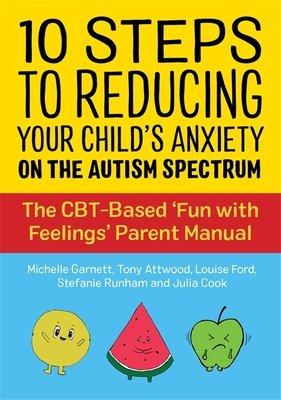 10 STEPS
TO REDUCING
YOUR CHILD'S ANXIETY
ON THE AUTISM SPECTRUM
The CBT-Based ‘Fun with
Feelings’ Parent Manual
Michelle Garnett, Tony Attwood, Louise Ford,
Stefanie Runham and Julia Cook